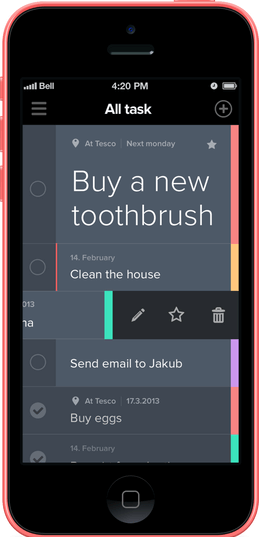 Bell 4:20 PM
All task
At Tesco | Next monday
Buy a new
toothbrush
14. February
Clean the house
013
na
Send email to Jakub
At Tesco | 17.3.2013
Buy eggs
14. February